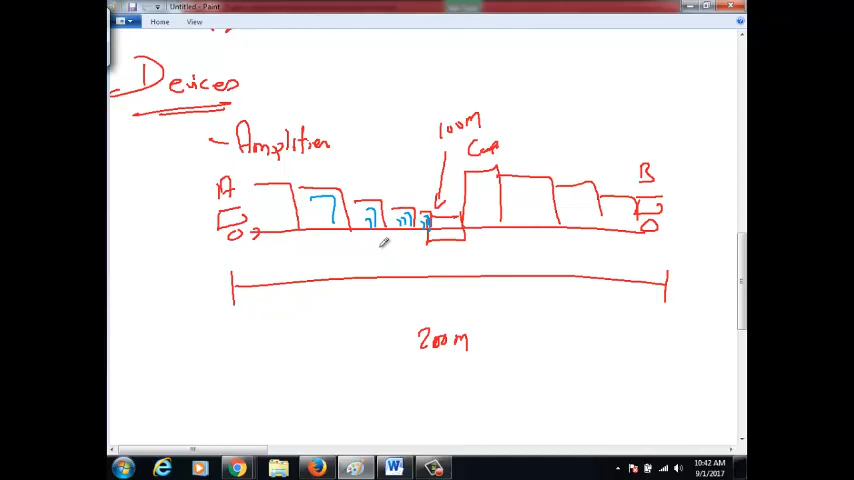 Untitled - Paint
Home View
Devices
- Amplifier
100M
A
B
200M
10:42 AM
9/1/2017